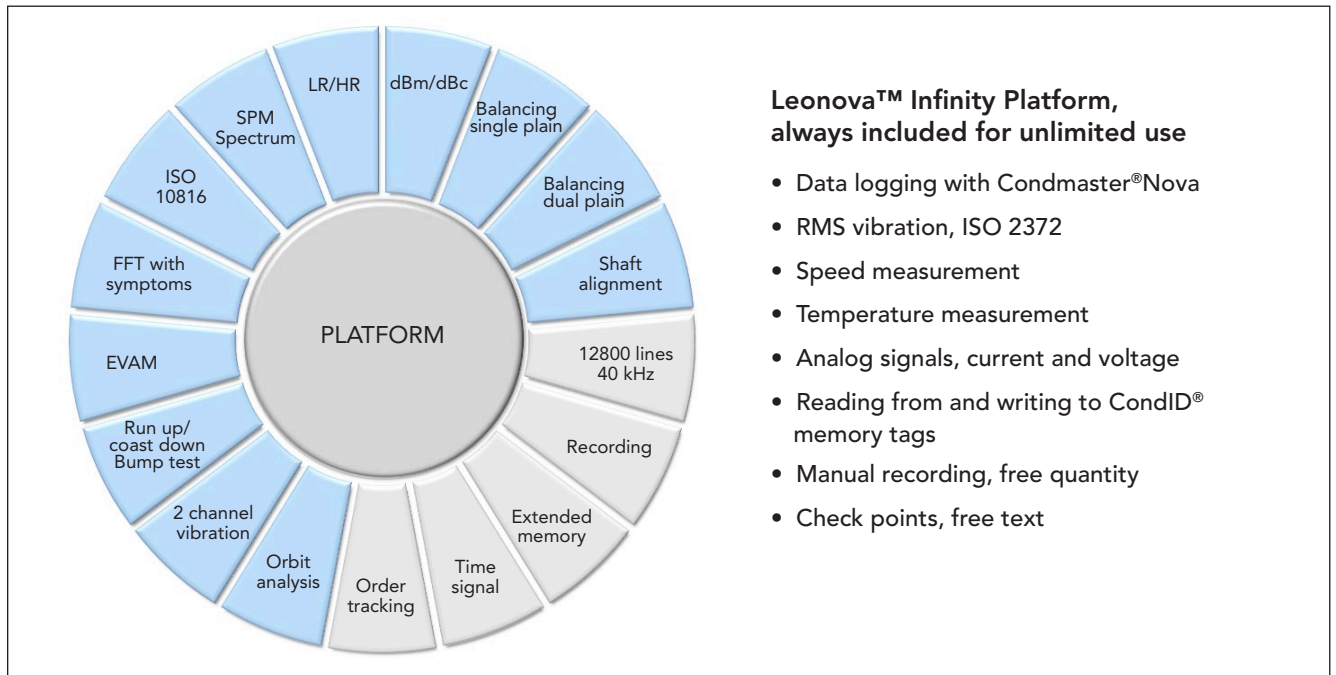 LR/HR
dBm/dBc
Balancing
single plain
Balancing
dual plain
Shaft
alignment
12800 lines
40 kHz
Recording
Extended
memory
Time
signal
Order
tracking
Orbit
analysis
2 channel
vibration
Run up/
coast down
Bump test
EVAM
FFT with
symptoms
ISO
10816
SPM
Spectrum
PLATFORM
Leonova™ Infinity Platform,
always included for unlimited use
• Data logging with Condmaster®Nova
• RMS vibration, ISO 2372
• Speed measurement
• Temperature measurement
• Analog signals, current and voltage
• Reading from and writing to CondID®
memory tags
• Manual recording, free quantity
• Check points, free text